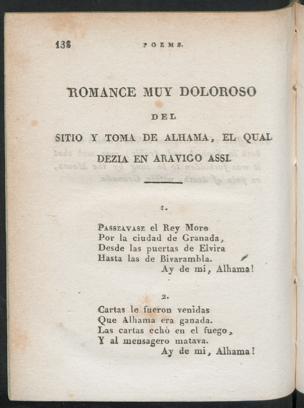 138 POEMS.
ROMANCE MUY DOLOROSO
DEL
SITIO Y TOMA DE ALHAMA, EL QUAL
DEZIA EN ARAVIGO ASSI.
1.
PASSEAVASE el Rey Moro
Por la ciudad de Granada,
Desde las puertas de Elvira
Hasta las de Bivarambla.
Ay de mi, Alhama!
2.
Cartas le fueron venidas
Que Alhama era ganada.
Las cartas echò en el fuego,
Y al mensagero matava.
Ay de mi, Alhama!